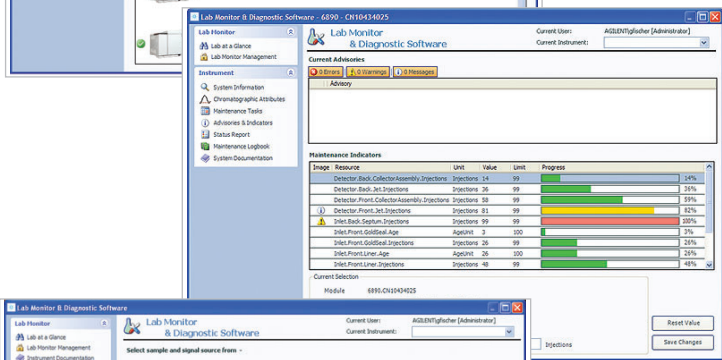 Lab Monitor & Diagnostic Software - 6890 - CN10434025
Lab Monitor
Lab at a Glance
Lab Monitor Management
Instrument
System Information
Chromatographic Attributes
Maintenance Tasks
Advisories & Indicators
Status Report
Maintenance Logbook
System Documentation
Lab Monitor
& Diagnostic Software
Current User: AGILENT\gfischer [Administrator]
Current Instrument:
Current Advisories
0 Errors 0 Warnings 0 Messages
Advisory
Maintenance Indicators
Image Resource Unit Value Limit Progress
Detector.Back.CollectorAssembly.Injections Injections 14 99 14%
Detector.Back.Jet.Injections Injections 36 99 36%
Detector.Front.CollectorAssembly.Injections Injections 58 99 59%
Detector.Front.Jet.Injections Injections 81 99 82%
Inlet.Back.Septum.Injections Injections 99 99 100%
Inlet.Front.GoldSeal.Age AgeUnit 3 100 3%
Inlet.Front.GoldSeal.Injections Injections 26 99 26%
Inlet.Front.Liner.Age AgeUnit 26 100 26%
Inlet.Front.Liner.Injections Injections 48 99 48%
Current Selection
Module 6890.CN10434025
Injections
Reset Value
Save Changes
Lab Monitor & Diagnostic Software
Lab Monitor
Lab at a Glance
Lab Monitor Management
Instrument Documentation
Lab Monitor
& Diagnostic Software
Current User: AGILENT\gfischer [Administrator]
Current Instrument:
Select sample and signal source from -